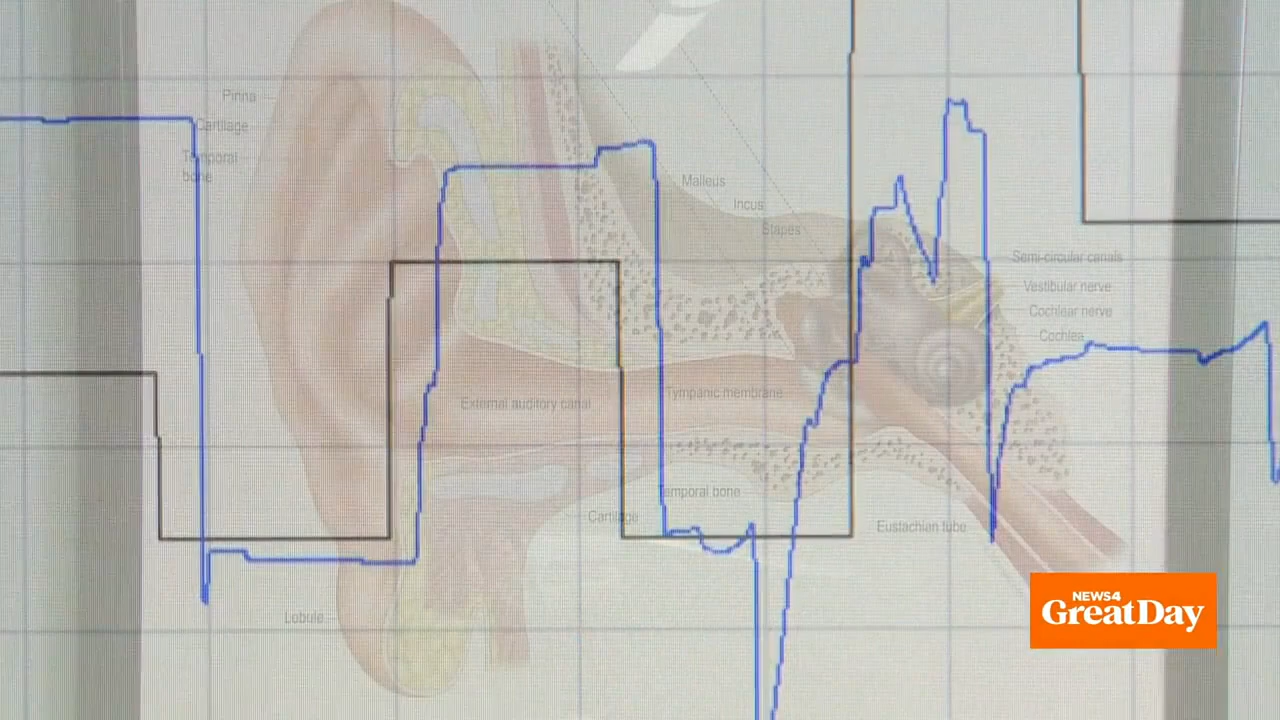 Pinna
Cartilage
Temporal
bone
Malleus
Incus
Stapes
Semi-circular canals
Vestibular nerve
Cochlear nerve
Cochlea
External auditory canal
Tympanic membrane
Temporal bone
Cartilage
Eustachian tube
Lobule
NEWS4
GreatDay